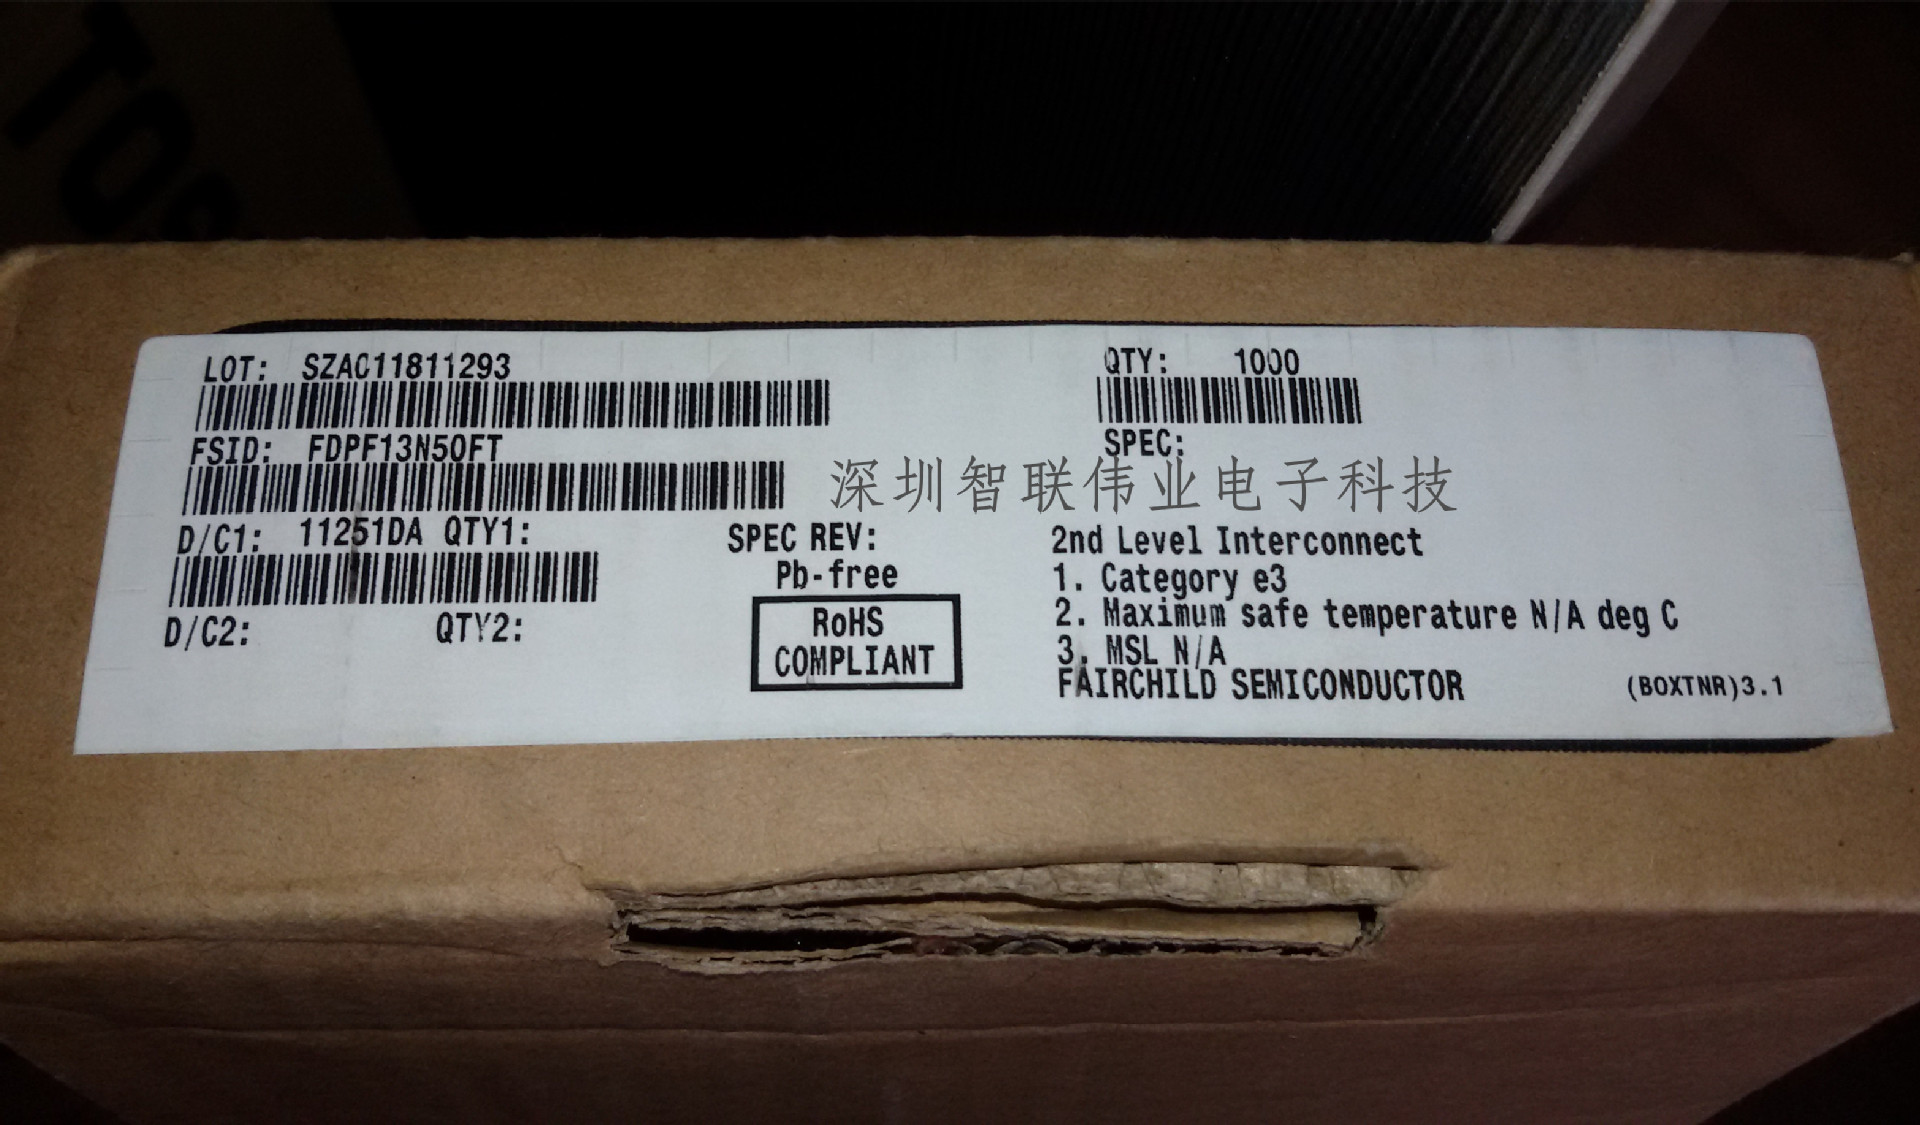 TOS
LOT: SZAC11811293
QTY: 1000
FSID: FDPF13N50FT
SPEC:
深圳智联伟业电子科技
D/C1: 11251DA QTY1:
SPEC REV:
2nd Level Interconnect
Pb-free
1. Category e3
D/C2: QTY2:
RoHS
COMPLIANT
2. Maximum safe temperature N/A deg C
3. MSL N/A
FAIRCHILD SEMICONDUCTOR
(BOXTNR)3.1